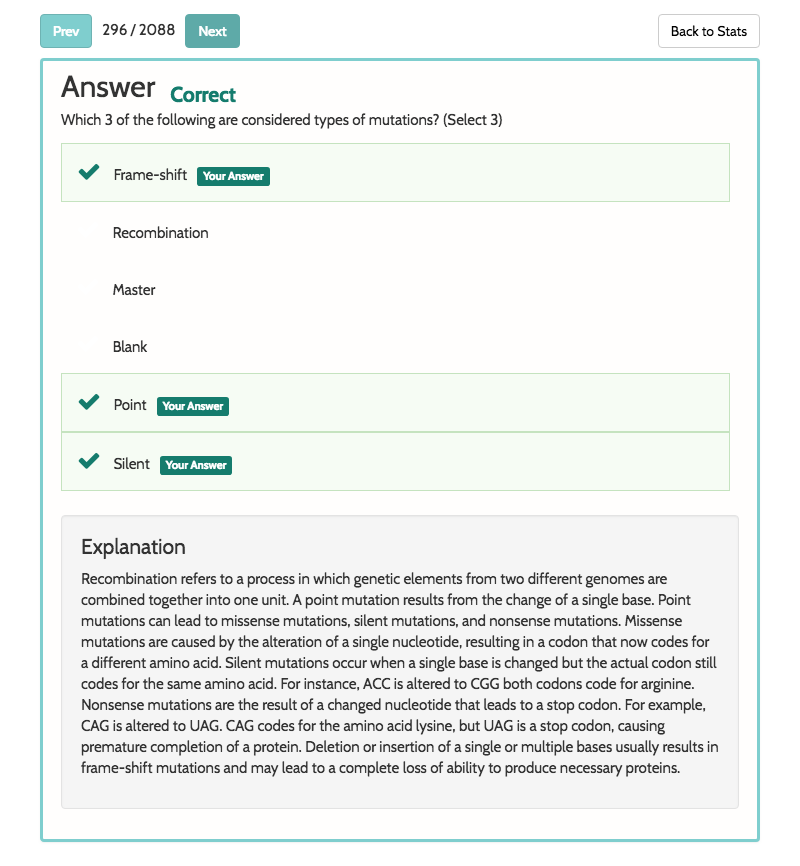 Prev 296 / 2088 Next Back to Stats
Answer Correct
Which 3 of the following are considered types of mutations? (Select 3)
Frame-shift Your Answer
Recombination
Master
Blank
Point Your Answer
Silent Your Answer
Explanation
Recombination refers to a process in which genetic elements from two different genomes are
combined together into one unit. A point mutation results from the change of a single base. Point
mutations can lead to missense mutations, silent mutations, and nonsense mutations. Missense
mutations are caused by the alteration of a single nucleotide, resulting in a codon that now codes for
a different amino acid. Silent mutations occur when a single base is changed but the actual codon still
codes for the same amino acid. For instance, ACC is altered to CGG both codons code for arginine.
Nonsense mutations are the result of a changed nucleotide that leads to a stop codon. For example,
CAG is altered to UAG. CAG codes for the amino acid lysine, but UAG is a stop codon, causing
premature completion of a protein. Deletion or insertion of a single or multiple bases usually results in
frame-shift mutations and may lead to a complete loss of ability to produce necessary proteins.